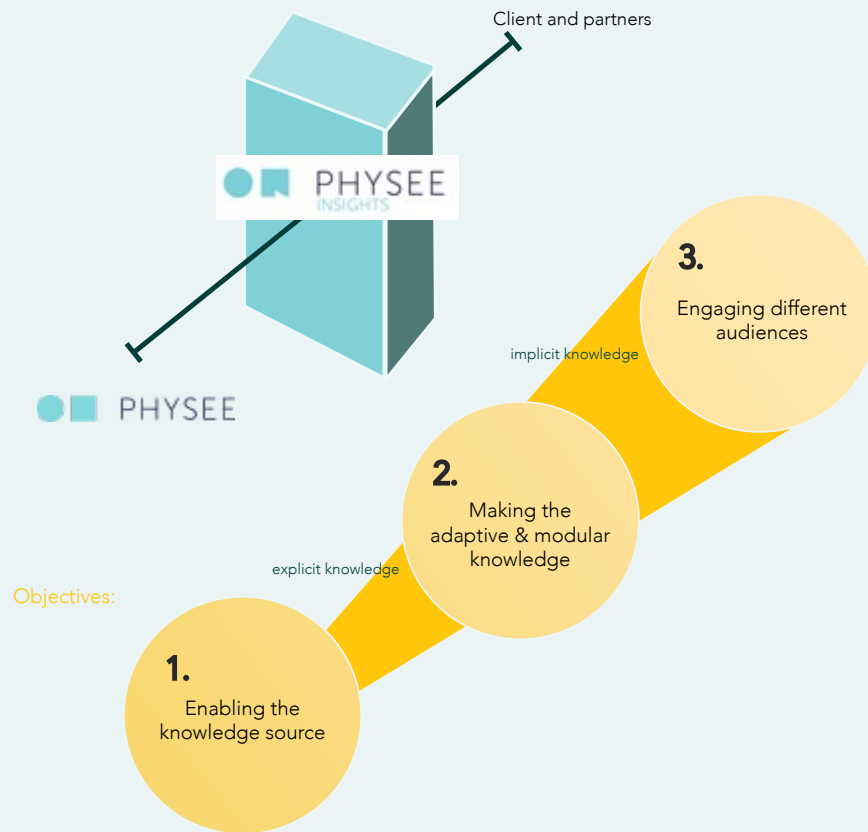 Client and partners
PHYSEE
INSIGHTS
PHYSEE
3.
Engaging different
audiences
implicit knowledge
2.
Making the
adaptive & modular
knowledge
explicit knowledge
Objectives:
1.
Enabling the
knowledge source